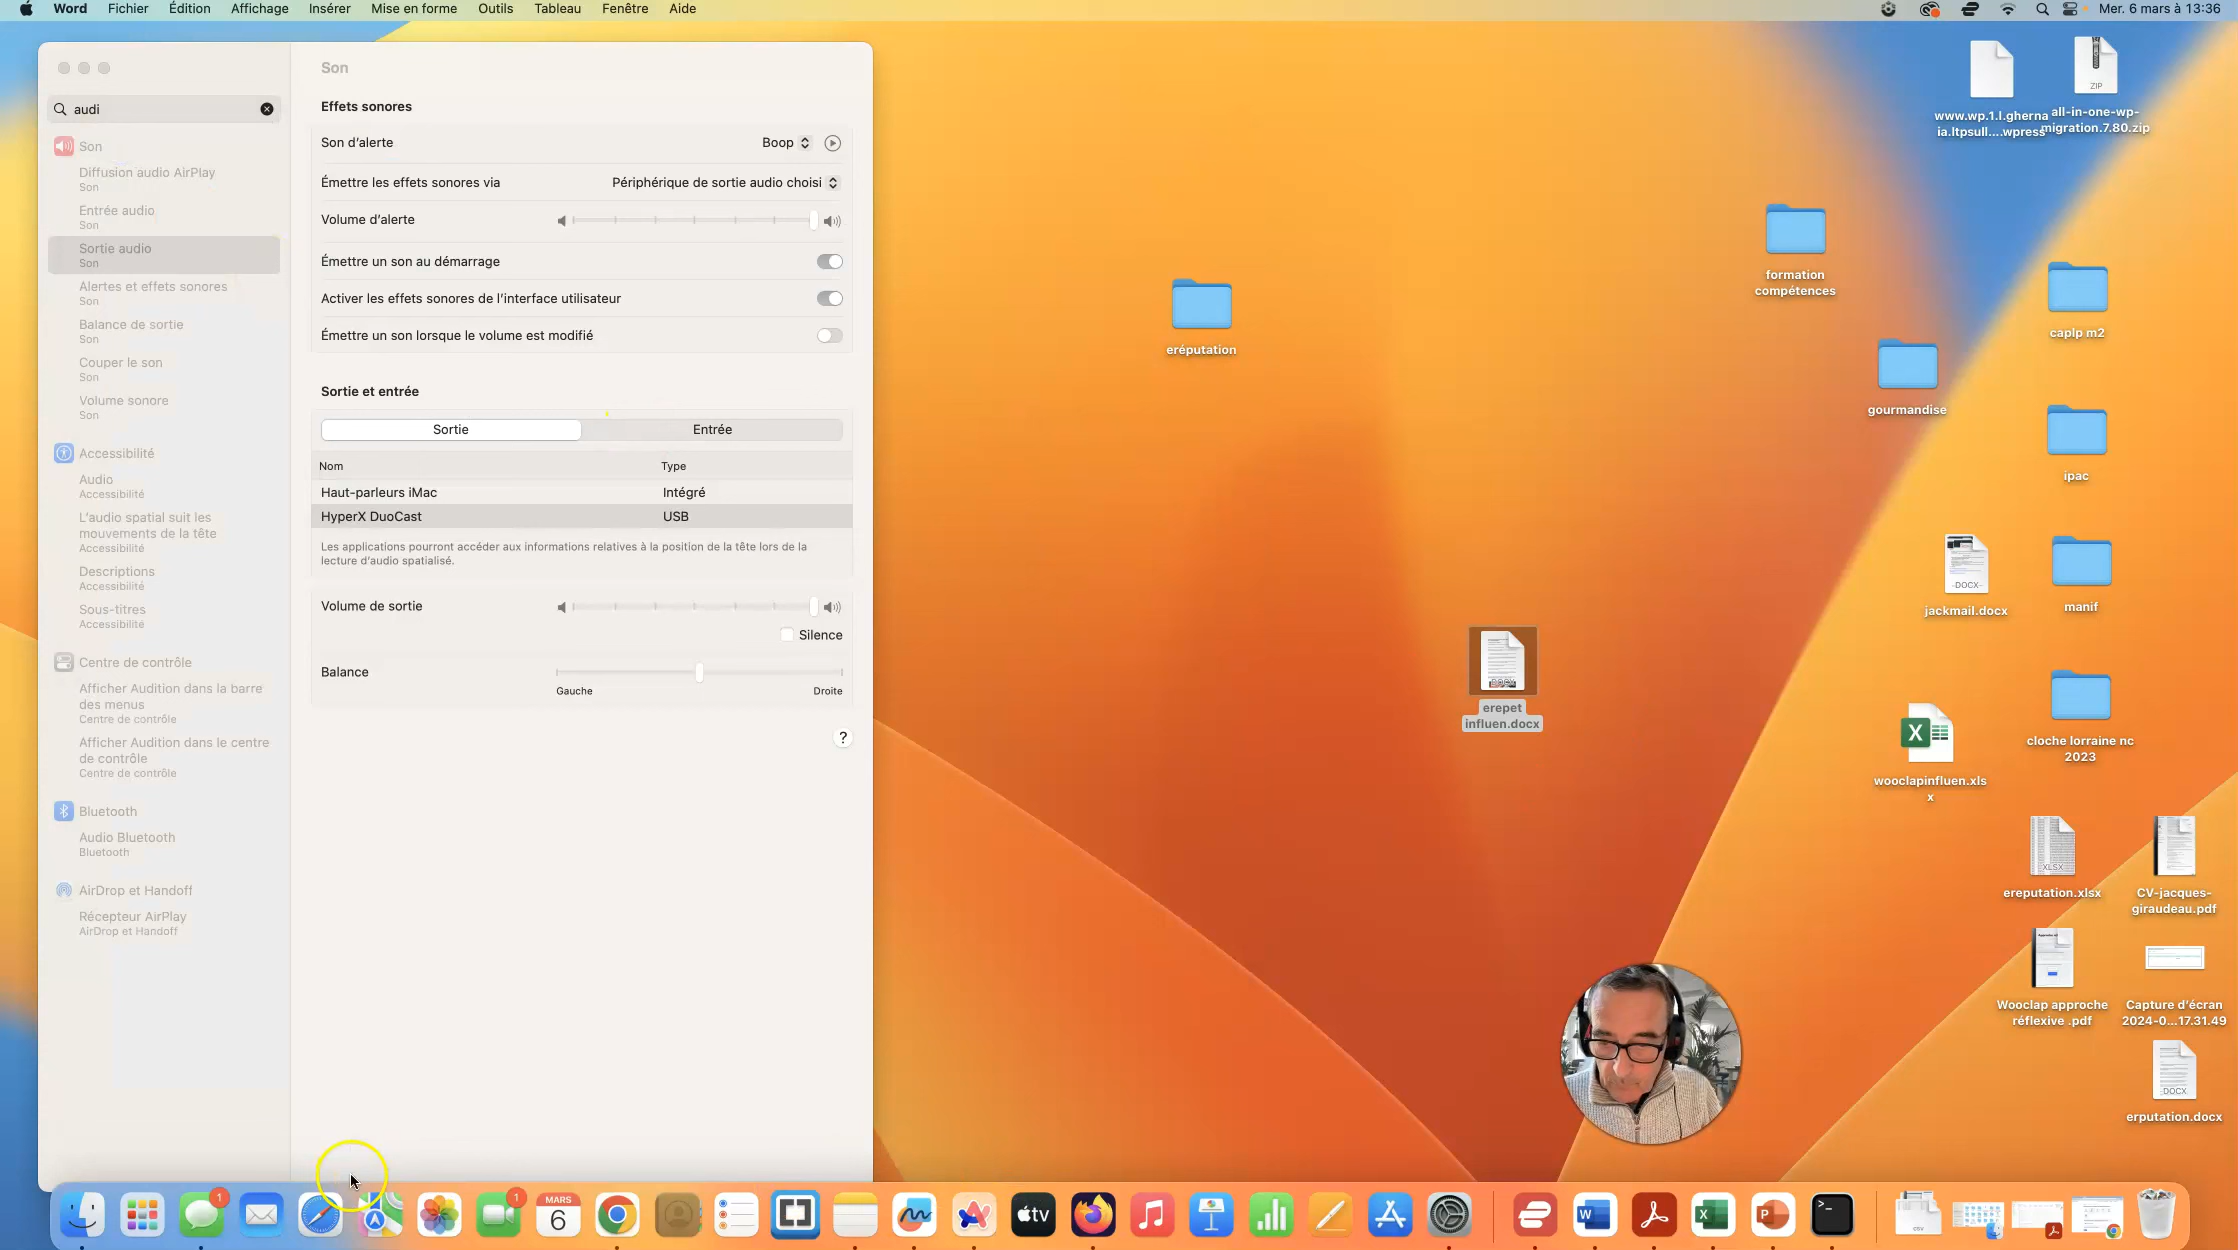 Word Fichier Édition Affichage Insérer Mise en forme Outils Tableau Fenêtre Aide
Mer. 6 mars à 13:36
audi
Son
Diffusion audio AirPlay
Son
Entrée audio
Son
Sortie audio
Son
Alertes et effets sonores
Son
Balance de sortie
Son
Couper le son
Son
Volume sonore
Son
Accessibilité
Audio
Accessibilité
L'audio spatial suit les
mouvements de la tête
Accessibilité
Descriptions
Accessibilité
Sous-titres
Accessibilité
Centre de contrôle
Afficher Audition dans la barre
des menus
Centre de contrôle
Afficher Audition dans le centre
de contrôle
Centre de contrôle
Bluetooth
Audio Bluetooth
Bluetooth
AirDrop et Handoff
Récepteur AirPlay
AirDrop et Handoff
Son
Effets sonores
Son d'alerte
Boop
Émettre les effets sonores via
Périphérique de sortie audio choisi
Volume d'alerte
Émettre un son au démarrage
Activer les effets sonores de l'interface utilisateur
Émettre un son lorsque le volume est modifié
Sortie et entrée
Sortie Entrée
Nom Type
Haut-parleurs iMac Intégré
HyperX DuoCast USB
Les applications pourront accéder aux informations relatives à la position de la tête lors de la
lecture d'audio spatialisé.
Volume de sortie
Silence
Balance
Gauche Droite
?
eréputation
erepet
influen.docx
www.wp.1.l.gherna
ia.ltpsull....wpress
ZIP
all-in-one-wp-
migration.7.80.zip
formation
compétences
caplp m2
gourmandise
ipac
DOCX
jackmail.docx
manif
X
wooclapinfluen.xls
x
cloche lorraine nc
2023
XLSX
ereputation.xlsx
CV-jacques-
giraudeau.pdf
Wooclap approche
réflexive .pdf
Capture d'écran
2024-0...17.31.49
DOCX
erputation.docx
1
1
MARS
6
tv
W
X
P
>_
csv